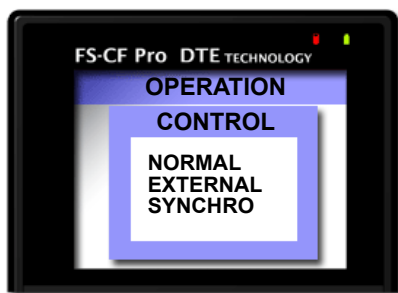 FS-CF Pro DTE TECHNOLOGY
OPERATION
CONTROL
NORMAL
EXTERNAL
SYNCHRO